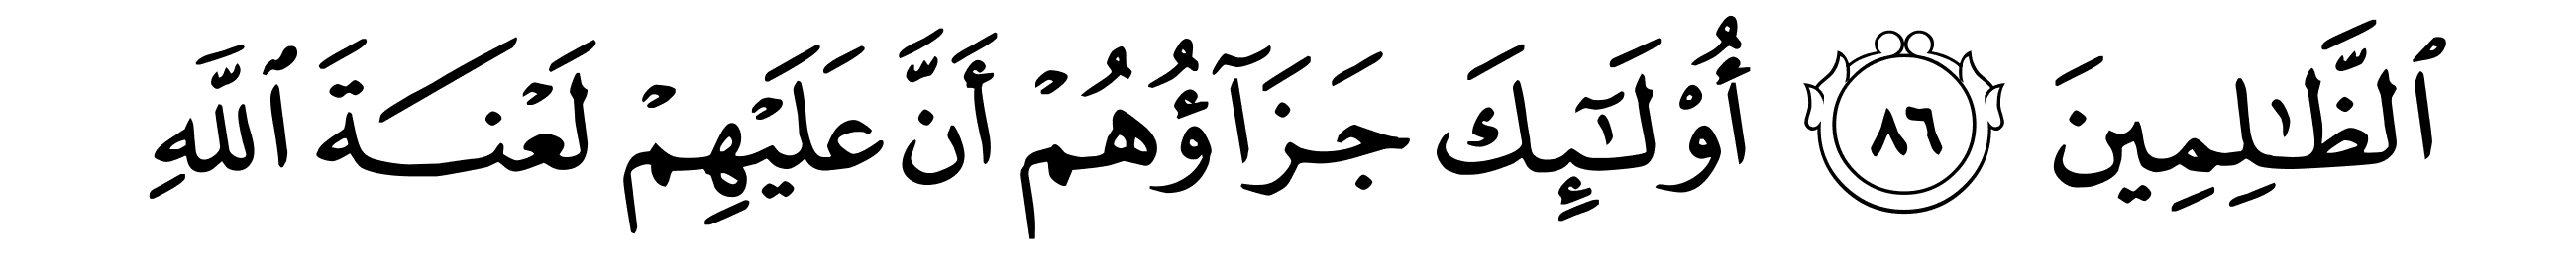 ٱلظَّٰلِمِينَ ٨٦ أُو۟لَٰٓئِكَ جَزَآؤُهُمْ أَنَّ عَلَيْهِمْ لَعْنَةَ ٱللَّهِ